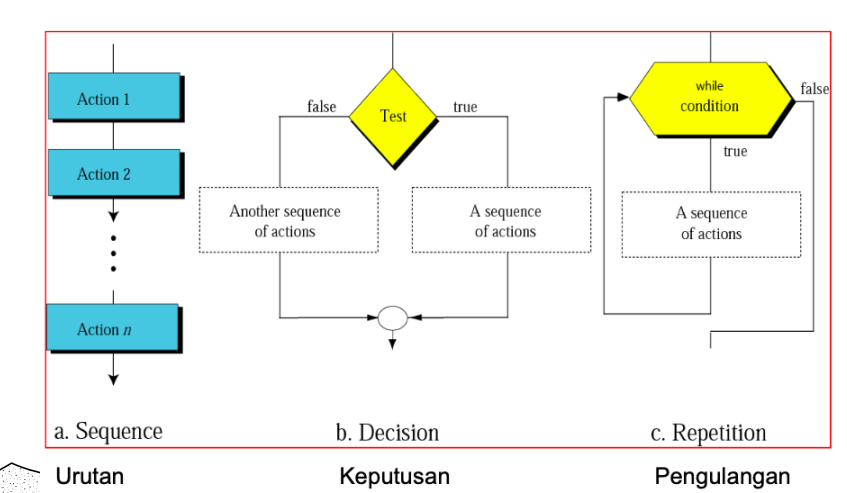 Action 1
Action 2
Action n
a. Sequence
Urutan
false
Test
true
Another sequence
of actions
A sequence
of actions
b. Decision
Keputusan
while
condition
false
true
A sequence
of actions
c. Repetition
Pengulangan